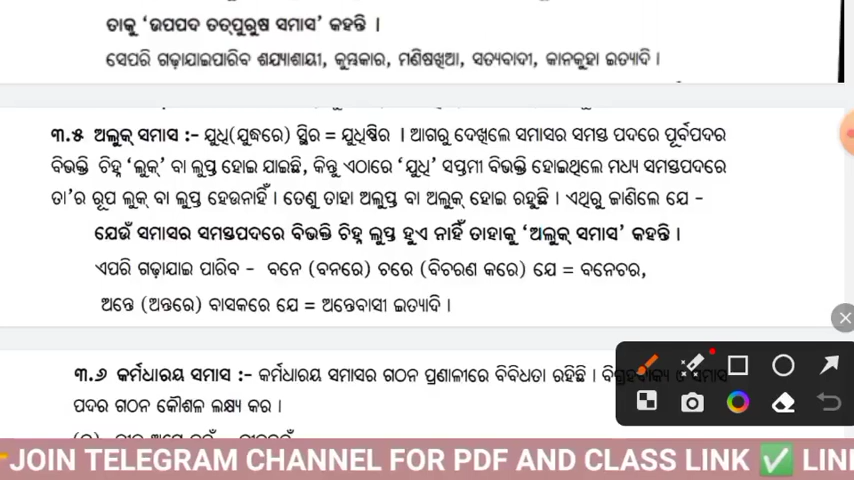 ତାକୁ ‘ଉପପଦ ତତ୍‌ପୁରୁଷ ସମାସ’ କହନ୍ତି ।
ସେପରି ଗଢ଼ାଯାଇପାରିବ ଶଯ୍ୟାଶାୟୀ, କୁମ୍ଭକାର, ମଣିଷଖିଆ, ସତ୍ୟବାଦୀ, କାନକୁହା ଇତ୍ୟାଦି ।
୩.୫ ଅଲୁକ୍ ସମାସ :- ଯୁଧି(ଯୁଦ୍ଧରେ) ସ୍ଥିର = ଯୁଧିଷ୍ଠିର । ଆଗରୁ ଦେଖିଲେ ସମାସର ସମସ୍ତ ପଦରେ ପୂର୍ବପଦର
ବିଭକ୍ତି ଚିହ୍ନ ‘ଲୁକ୍’ ବା ଲୁପ୍ତ ହୋଇ ଯାଇଛି, କିନ୍ତୁ ଏଠାରେ ‘ଯୁଧି’ ସପ୍ତମୀ ବିଭକ୍ତି ହୋଇଥିଲେ ମଧ୍ୟ ସମସ୍ତପଦରେ
ତା’ର ରୂପ ଲୁକ୍ ବା ଲୁପ୍ତ ହେଉନାହିଁ । ତେଣୁ ତାହା ଅଲୁପ୍ତ ବା ଅଲୁକ୍ ହୋଇ ରହୁଛି । ଏଥିରୁ ଜାଣିଲେ ଯେ -
ଯେଉଁ ସମାସର ସମସ୍ତପଦରେ ବିଭକ୍ତି ଚିହ୍ନ ଲୁପ୍ତ ହୁଏ ନାହିଁ ତାହାକୁ ‘ଅଲୁକ୍ ସମାସ’ କହନ୍ତି ।
ଏପରି ଗଢ଼ାଯାଇ ପାରିବ - ବନେ (ବନରେ) ଚରେ (ବିଚରଣ କରେ) ଯେ = ବନେଚର,
ଅନ୍ତେ (ଅନ୍ତରେ) ବାସକରେ ଯେ = ଅନ୍ତେବାସୀ ଇତ୍ୟାଦି ।
୩.୬ କର୍ମଧାରୟ ସମାସ :- କର୍ମଧାରୟ ସମାସର ଗଠନ ପ୍ରଣାଳୀରେ ବିବିଧତା ରହିଛି । ବିଗ୍ରହବାକ୍ୟ ଓ ସମାସ
ପଦର ଗଠନ କୌଶଳ ଲକ୍ଷ୍ୟ କର ।
JOIN TELEGRAM CHANNEL FOR PDF AND CLASS LINK ✅ LIN